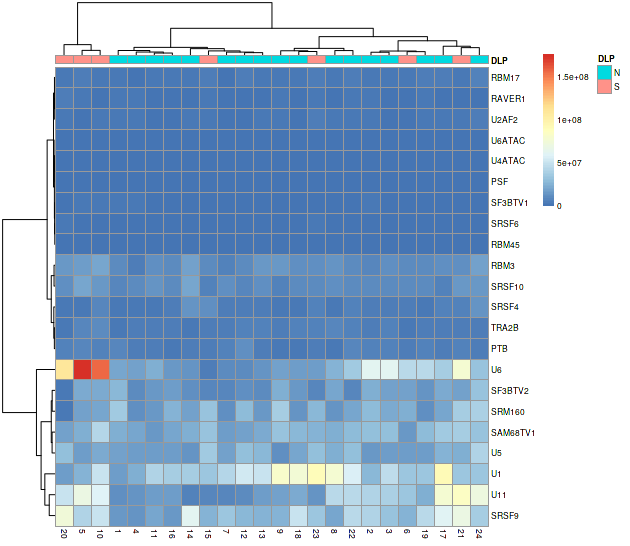 DLP
RBM17
RAVER1
U2AF2
U6ATAC
U4ATAC
PSF
SF3BTV1
SRSF6
RBM45
RBM3
SRSF10
SRSF4
TRA2B
PTB
U6
SF3BTV2
SRM160
SAM68TV1
U5
U1
U11
SRSF9
20 5 10 1 4 11 16 14 15 7 12 13 9 18 23 8 22 2 3 6 19 17 21 24
1.5e+08
1e+08
5e+07
0
DLP
N
S